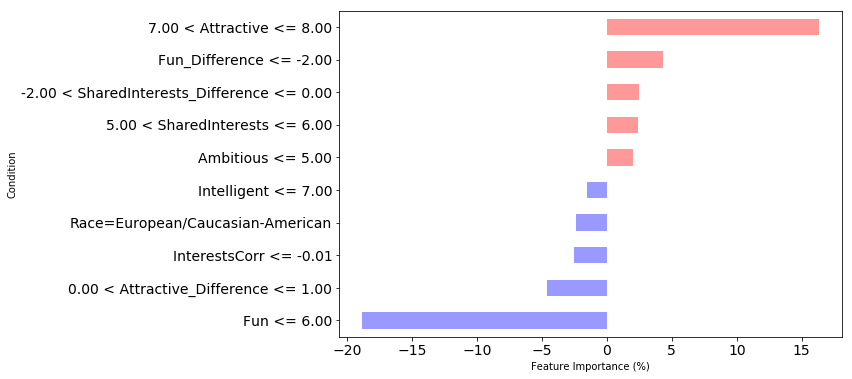 7.00 < Attractive <= 8.00
Fun_Difference <= -2.00
-2.00 < SharedInterests_Difference <= 0.00
5.00 < SharedInterests <= 6.00
Ambitious <= 5.00
Intelligent <= 7.00
Race=European/Caucasian-American
InterestsCorr <= -0.01
0.00 < Attractive_Difference <= 1.00
Fun <= 6.00
Condition
−20 −15 −10 −5 0 5 10 15
Feature Importance (%)